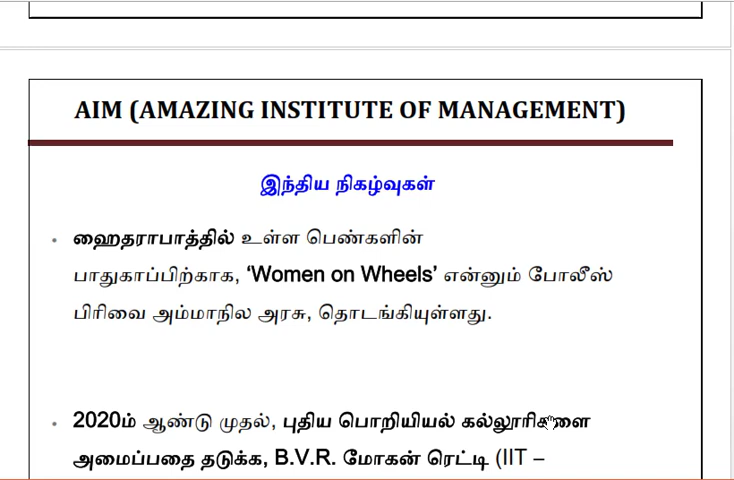 AIM (AMAZING INSTITUTE OF MANAGEMENT)
இந்திய நிகழ்வுகள்
• ஹைதராபாத்தில் உள்ள பெண்களின்
பாதுகாப்பிற்காக, ‘Women on Wheels’ என்னும் போலீஸ்
பிரிவை அம்மாநில அரசு, தொடங்கியுள்ளது.
• 2020ம் ஆண்டு முதல், புதிய பொறியியல் கல்லூரிகளை
அமைப்பதை தடுக்க, B.V.R. மோகன் ரெட்டி (IIT –